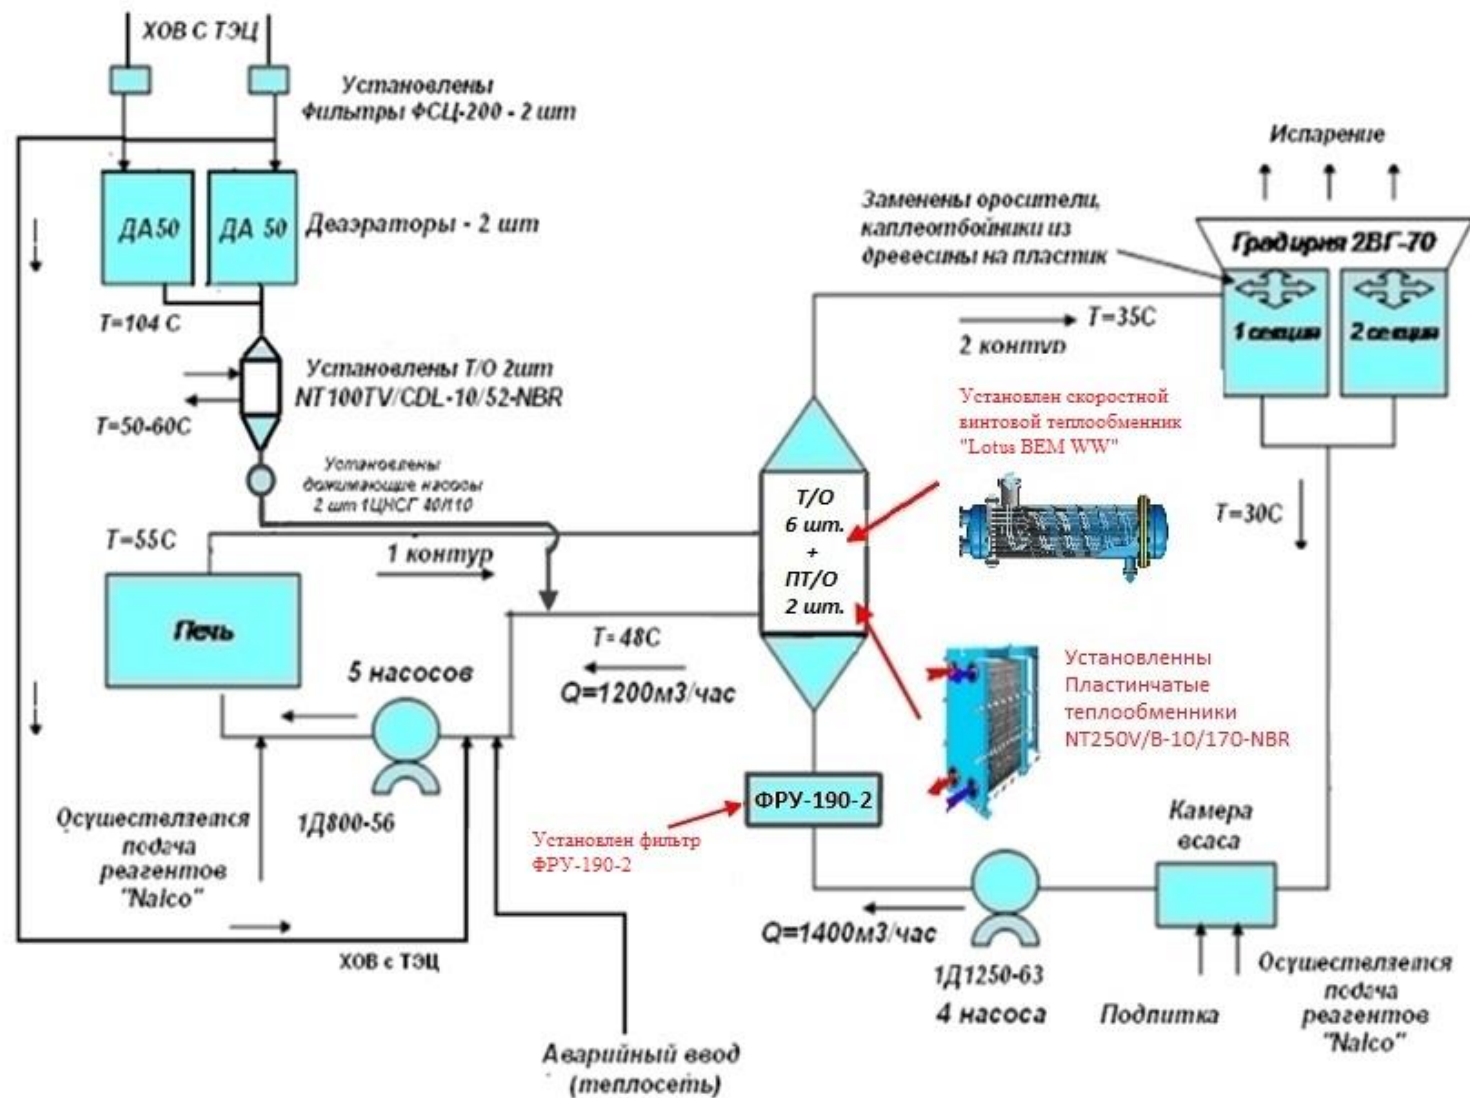 ХОВ С ТЭЦ
Установлены
Фильтры ФСЦ-200 - 2 шт
ДА50
ДА 50
Деаэраторы - 2 шт
Т=104 С
Установлены Т/О 2шт
NT100TV/CDL-10/52-NBR
Т=50-60С
Установлены
дожимающие насосы
2 шт 1ЦНСГ 40/110
Т=55С
1 контур
Печь
Т= 48С
Q=1200м3/час
5 насосов
1Д800-56
Осуществляется
подача
реагентов
"Nalco"
ХОВ с ТЭЦ
Аварийный ввод
(теплосеть)
Испарение
Заменены оросители,
каплеотбойники из
древесины на пластик
Градирня 2ВГ-70
1 секция
2 секция
Т=35С
2 контур
Установлен скоростной
винтовой теплообменник
"Lotus BEM WW"
Т=30С
Т/О
6 шт.
+
ПТ/О
2 шт.
Установленны
Пластинчатые
теплообменники
NT250V/B-10/170-NBR
ФРУ-190-2
Установлен фильтр
ФРУ-190-2
Камера
всаса
Q=1400м3/час
1Д1250-63
4 насоса
Подпитка
Осуществляется
подача
реагентов
"Nalco"